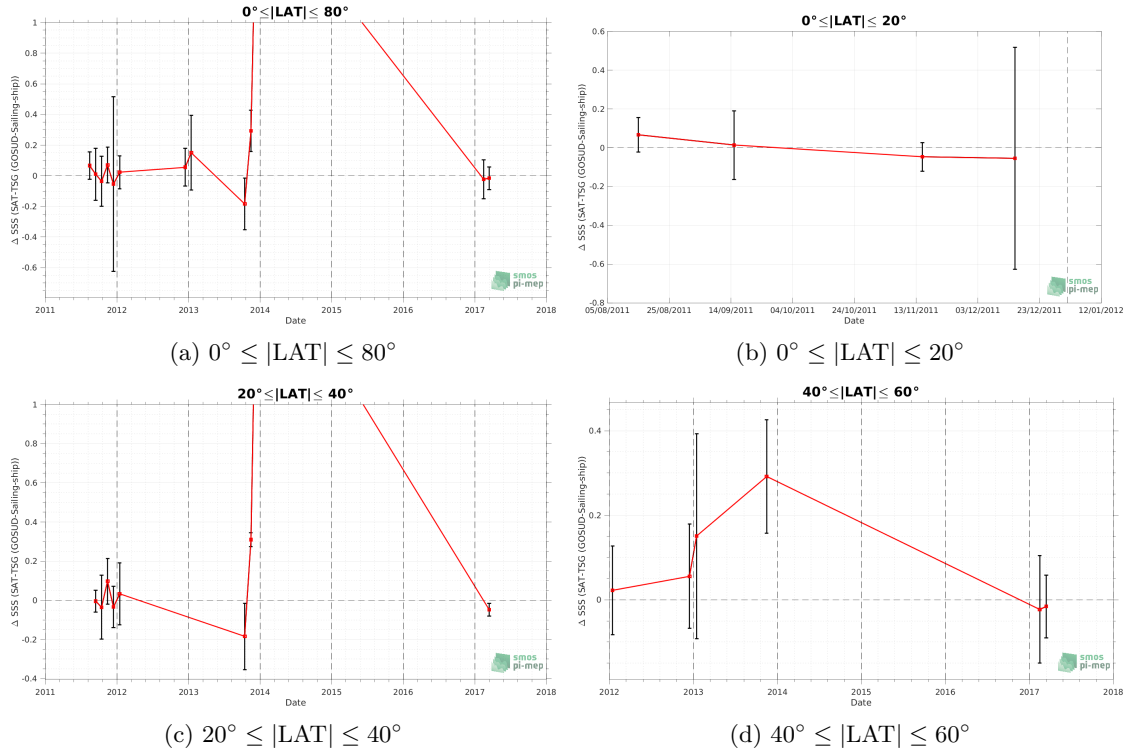 0°≤|LAT|≤ 80°
Δ SSS (SAT-TSG (GOSUD-Sailing-ship))
1
0.8
0.6
0.4
0.2
0
-0.2
-0.4
-0.6
2011 2012 2013 2014 2015 2016 2017 2018
Date
smos
pi-mep
(a) 0° ≤ |LAT| ≤ 80°
0°≤|LAT|≤ 20°
Δ SSS (SAT-TSG (GOSUD-Sailing-ship))
0.6
0.4
0.2
0
-0.2
-0.4
-0.6
-0.8
05/08/2011 25/08/2011 14/09/2011 04/10/2011 24/10/2011 13/11/2011 03/12/2011 23/12/2011 12/01/2012
Date
smos
pi-mep
(b) 0° ≤ |LAT| ≤ 20°
20°≤|LAT|≤ 40°
Δ SSS (SAT-TSG (GOSUD-Sailing-ship))
1
0.8
0.6
0.4
0.2
0
-0.2
-0.4
2011 2012 2013 2014 2015 2016 2017 2018
Date
smos
pi-mep
(c) 20° ≤ |LAT| ≤ 40°
40°≤|LAT|≤ 60°
Δ SSS (SAT-TSG (GOSUD-Sailing-ship))
0.4
0.2
0
2012 2013 2014 2015 2016 2017 2018
Date
smos
pi-mep
(d) 40° ≤ |LAT| ≤ 60°